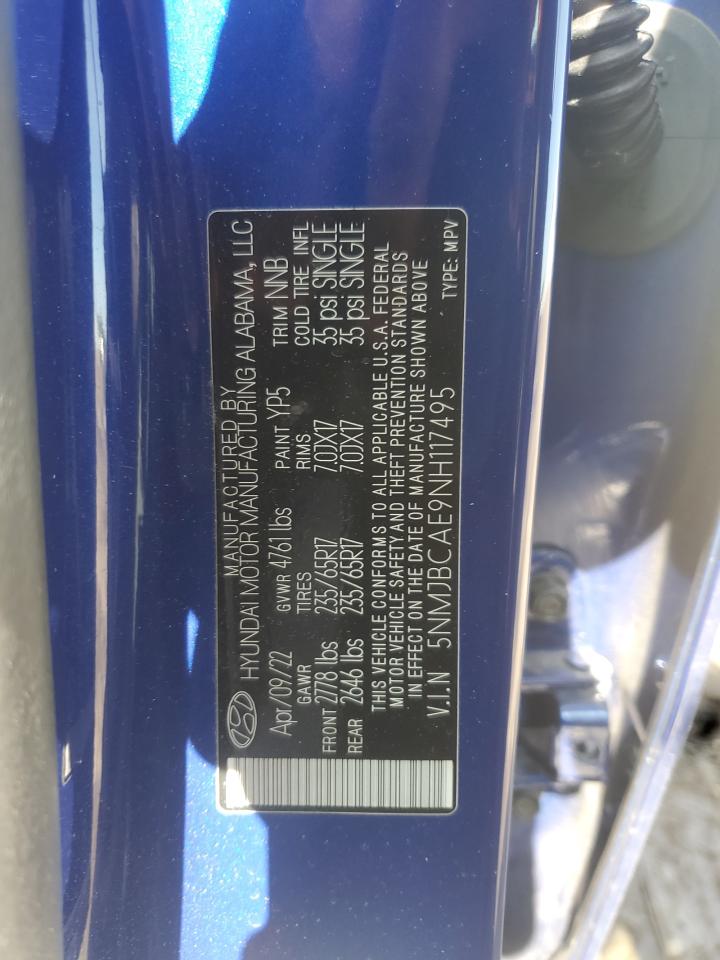 MANUFACTURED BY
HYUNDAI MOTOR MANUFACTURING ALABAMA, LLC
Apr/09/22 GVWR 4761 lbs PAINT YP5 TRIM NNB
GAWR TIRES RIMS COLD TIRE INFL
FRONT 2778 lbs 235/65R17 7.0JX17 35 psi SINGLE
REAR 2646 lbs 235/65R17 7.0JX17 35 psi SINGLE
THIS VEHICLE CONFORMS TO ALL APPLICABLE U.S.A. FEDERAL
MOTOR VEHICLE SAFETY AND THEFT PREVENTION STANDARDS
IN EFFECT ON THE DATE OF MANUFACTURE SHOWN ABOVE
V.I.N 5NMJBCAE9NH117495 TYPE: MPV